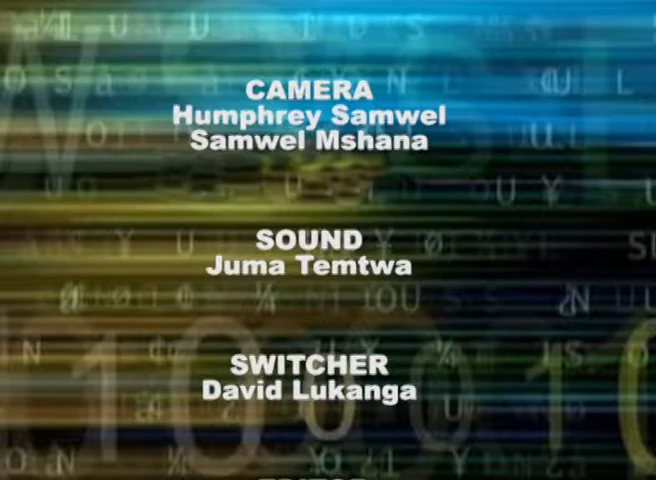 CAMERA
Humphrey Samwel
Samwel Mshana
SOUND
Juma Temtwa
SWITCHER
David Lukanga